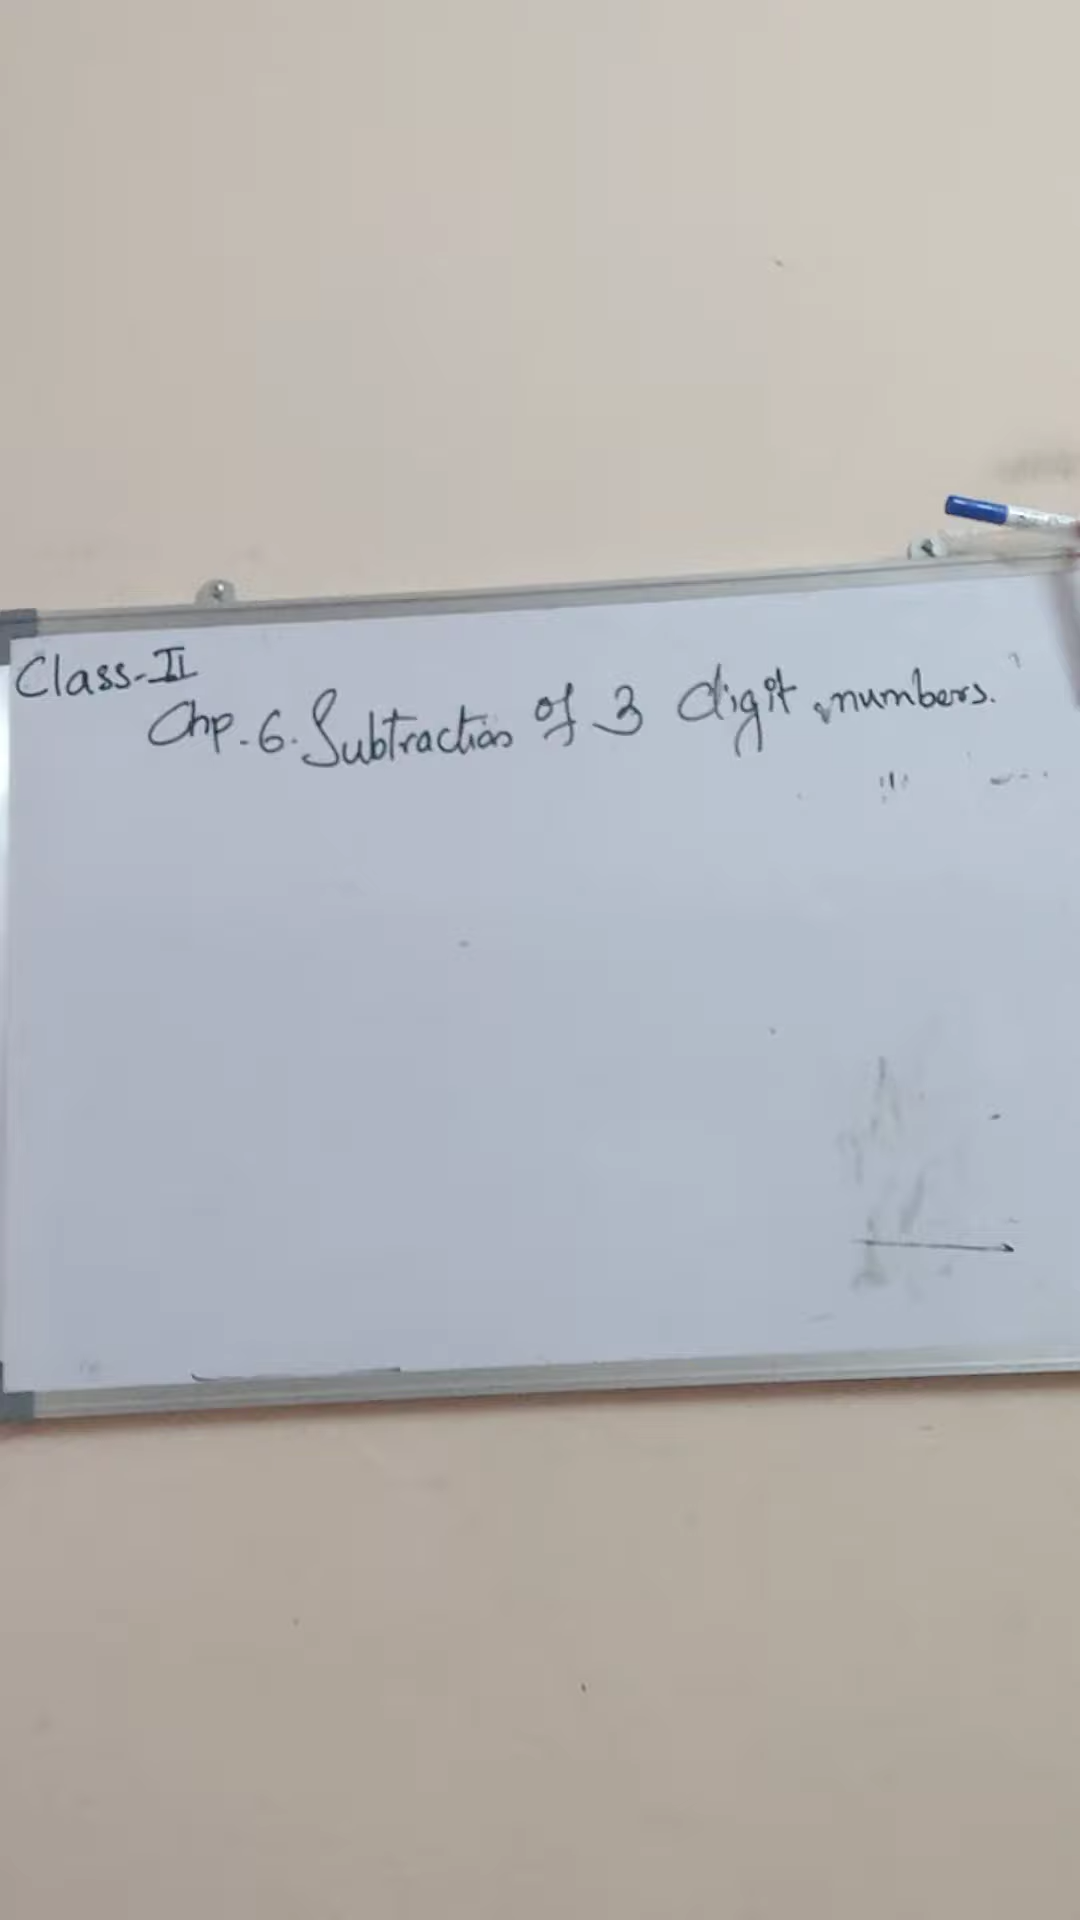 Class-II
Chp.6. Subtraction of 3 digit numbers.